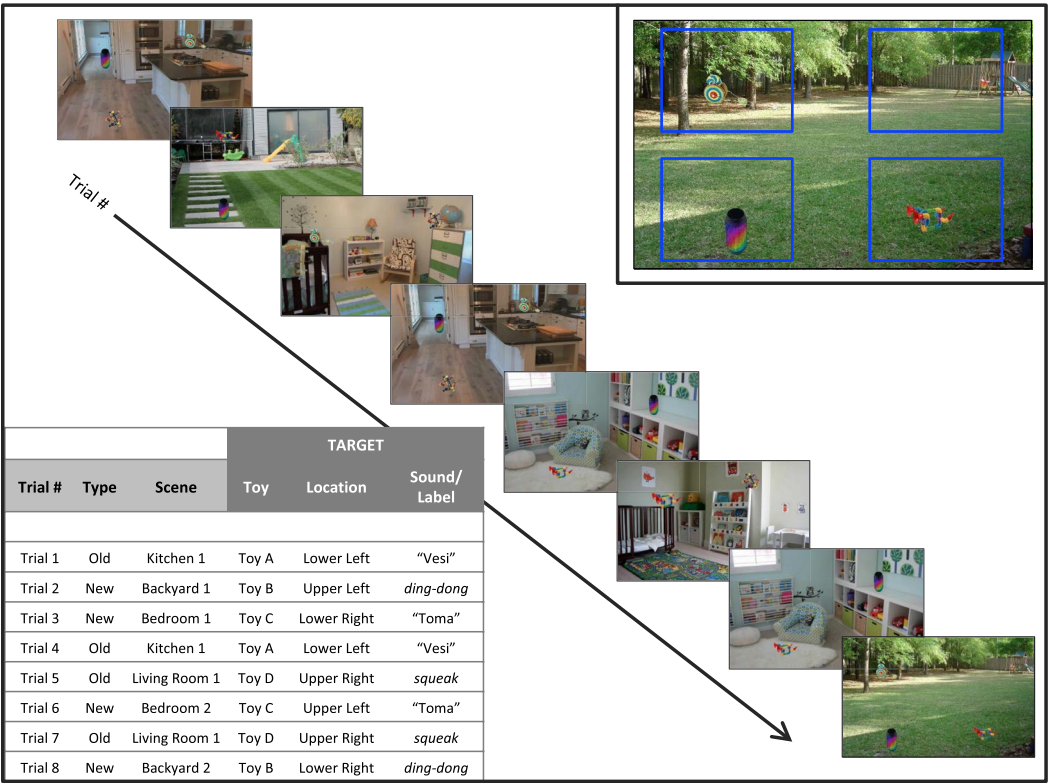 Trial #
TARGET
Trial # Type Scene Toy Location Sound/
Label
Trial 1 Old Kitchen 1 Toy A Lower Left “Vesi”
Trial 2 New Backyard 1 Toy B Upper Left ding-dong
Trial 3 New Bedroom 1 Toy C Lower Right “Toma”
Trial 4 Old Kitchen 1 Toy A Lower Left “Vesi”
Trial 5 Old Living Room 1 Toy D Upper Right squeak
Trial 6 New Bedroom 2 Toy C Upper Left “Toma”
Trial 7 Old Living Room 1 Toy D Upper Right squeak
Trial 8 New Backyard 2 Toy B Lower Right ding-dong